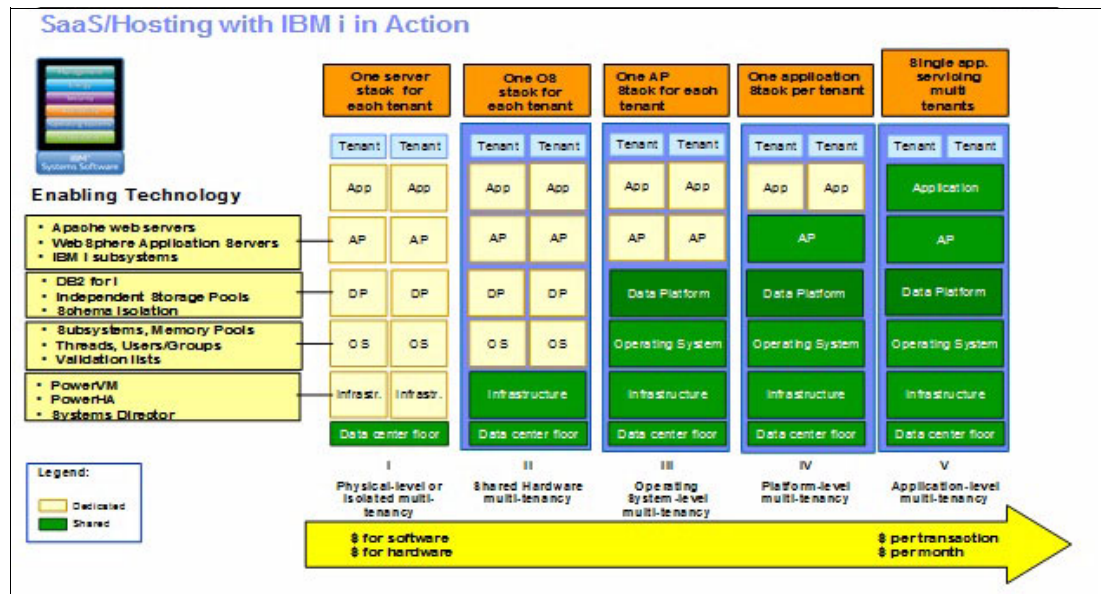 SaaS/Hosting with IBM i in Action
Management
Energy
Security
IBM
Systems Software
One server
stack for
each tenant
One OS
stack for
each tenant
One AP
Stack for each
tenant
One application
Stack per tenant
Single app.
servicing
multi
tenants
Tenant Tenant
Tenant Tenant
Tenant Tenant
Tenant Tenant
Tenant Tenant
Enabling Technology
App App
App App
App App
App App
Application
• Apache web servers
• WebSphere Application Servers
• IBM i subsystems
AP AP
AP AP
AP AP
AP
AP
• DB2 for i
• Independent Storage Pools
• Schema Isolation
DP DP
DP DP
Data Platform
Data Platform
Data Platform
• Subsystems, Memory Pools
• Threads, Users/Groups
• Validation lists
OS OS
OS OS
Operating System
Operating System
Operating System
• PowerVM
• PowerHA
• Systems Director
Infrastr. Infrastr.
Infrastructure
Infrastructure
Infrastructure
Infrastructure
Data center floor
Data center floor
Data center floor
Data center floor
Data center floor
Legend:
Dedicated
Shared
I
Physical-level or
Isolated multi-
tenancy
II
Shared Hardware
multi-tenancy
III
Operating
System-level
multi-tenancy
IV
Platform-level
multi-tenancy
V
Application-level
multi-tenancy
$ for software
$ for hardware
$ per transaction
$ per month